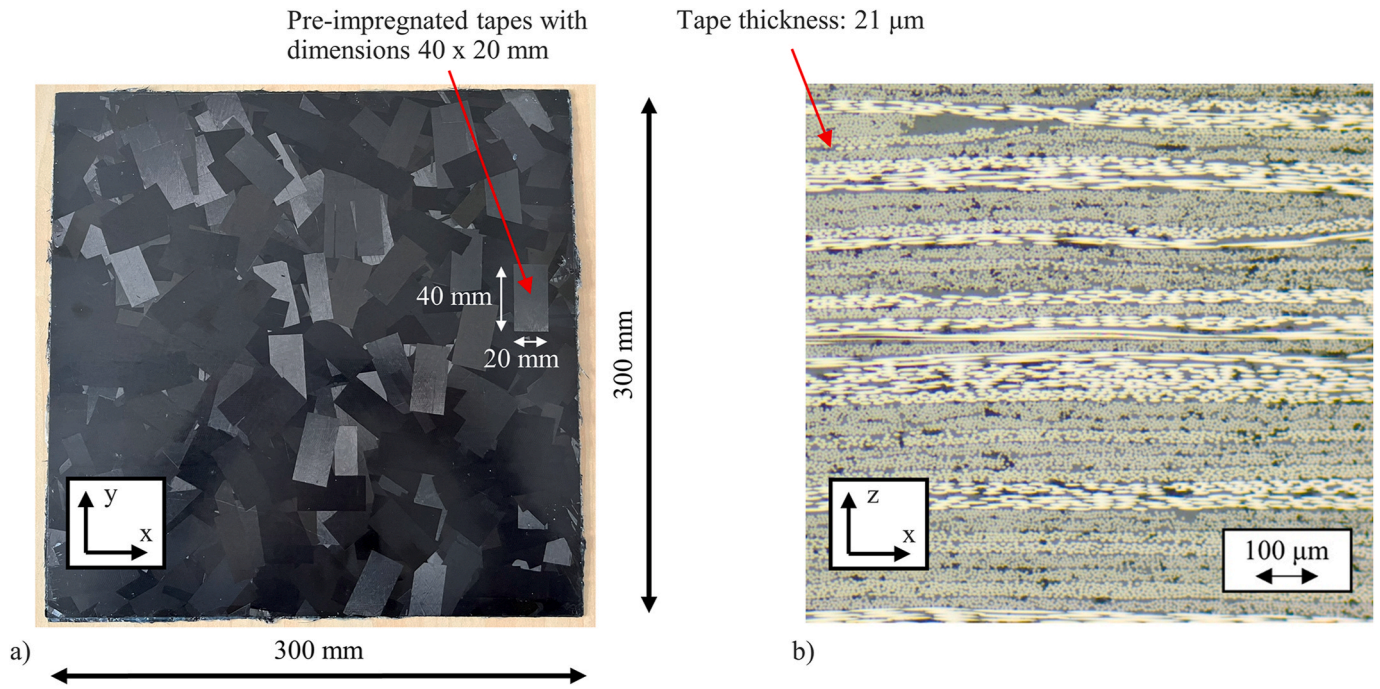 Pre-impregnated tapes with
dimensions 40 x 20 mm
Tape thickness: 21 μm
40 mm
20 mm
300 mm
y
x
z
x
100 μm
a)
300 mm
b)